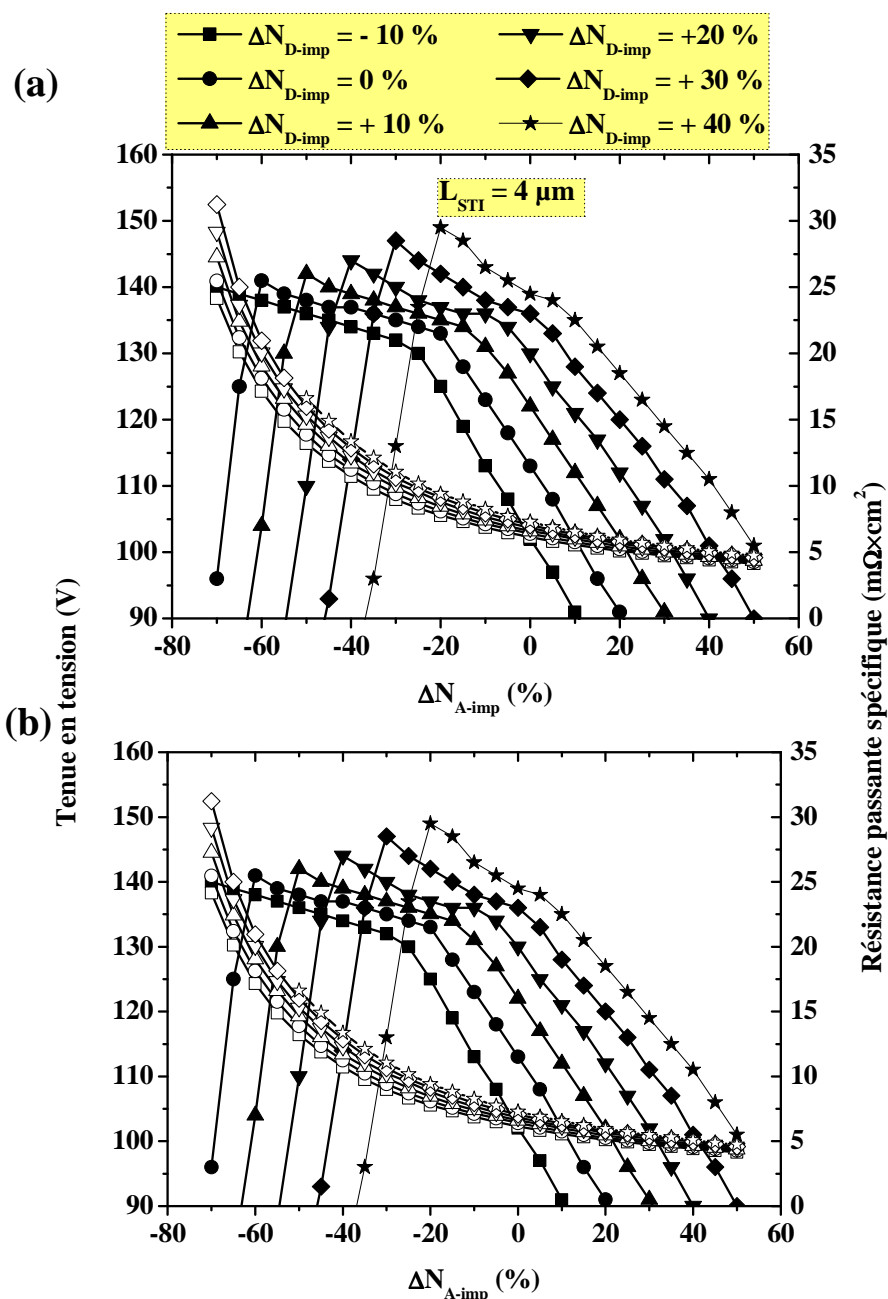 ΔN_D-imp = - 10 % ΔN_D-imp = +20 %
ΔN_D-imp = 0 % ΔN_D-imp = + 30 %
ΔN_D-imp = + 10 % ΔN_D-imp = + 40 %
(a)
L_STI = 4 µm
160
150
140
130
120
110
100
90
35
30
25
20
15
10
5
0
-80 -60 -40 -20 0 20 40 60
ΔN_A-imp (%)
Tenue en tension (V)
Résistance passante spécifique (mΩ×cm²)
(b)
160
150
140
130
120
110
100
90
35
30
25
20
15
10
5
0
-80 -60 -40 -20 0 20 40 60
ΔN_A-imp (%)